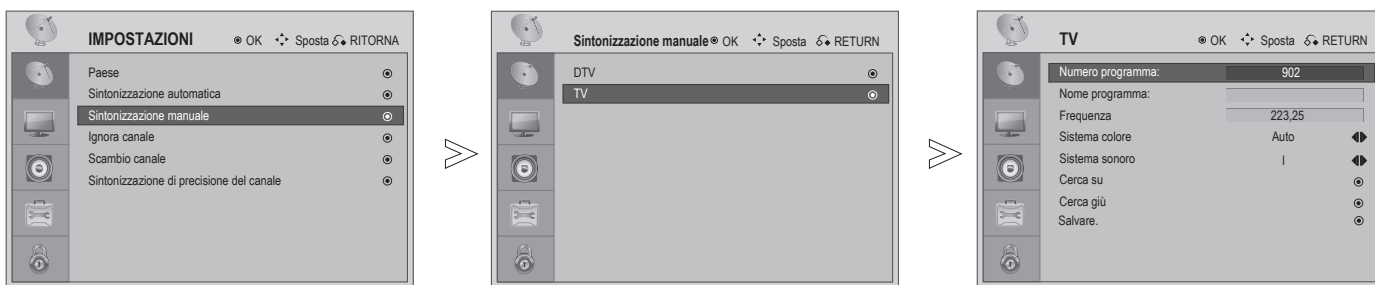 IMPOSTAZIONI OK Sposta RITORNA
Paese
Sintonizzazione automatica
Sintonizzazione manuale
Ignora canale
Scambio canale
Sintonizzazione di precisione del canale
Sintonizzazione manuale OK Sposta RETURN
DTV
TV
TV OK Sposta RETURN
Numero programma: 902
Nome programma:
Frequenza 223,25
Sistema colore Auto
Sistema sonoro I
Cerca su
Cerca giù
Salvare.